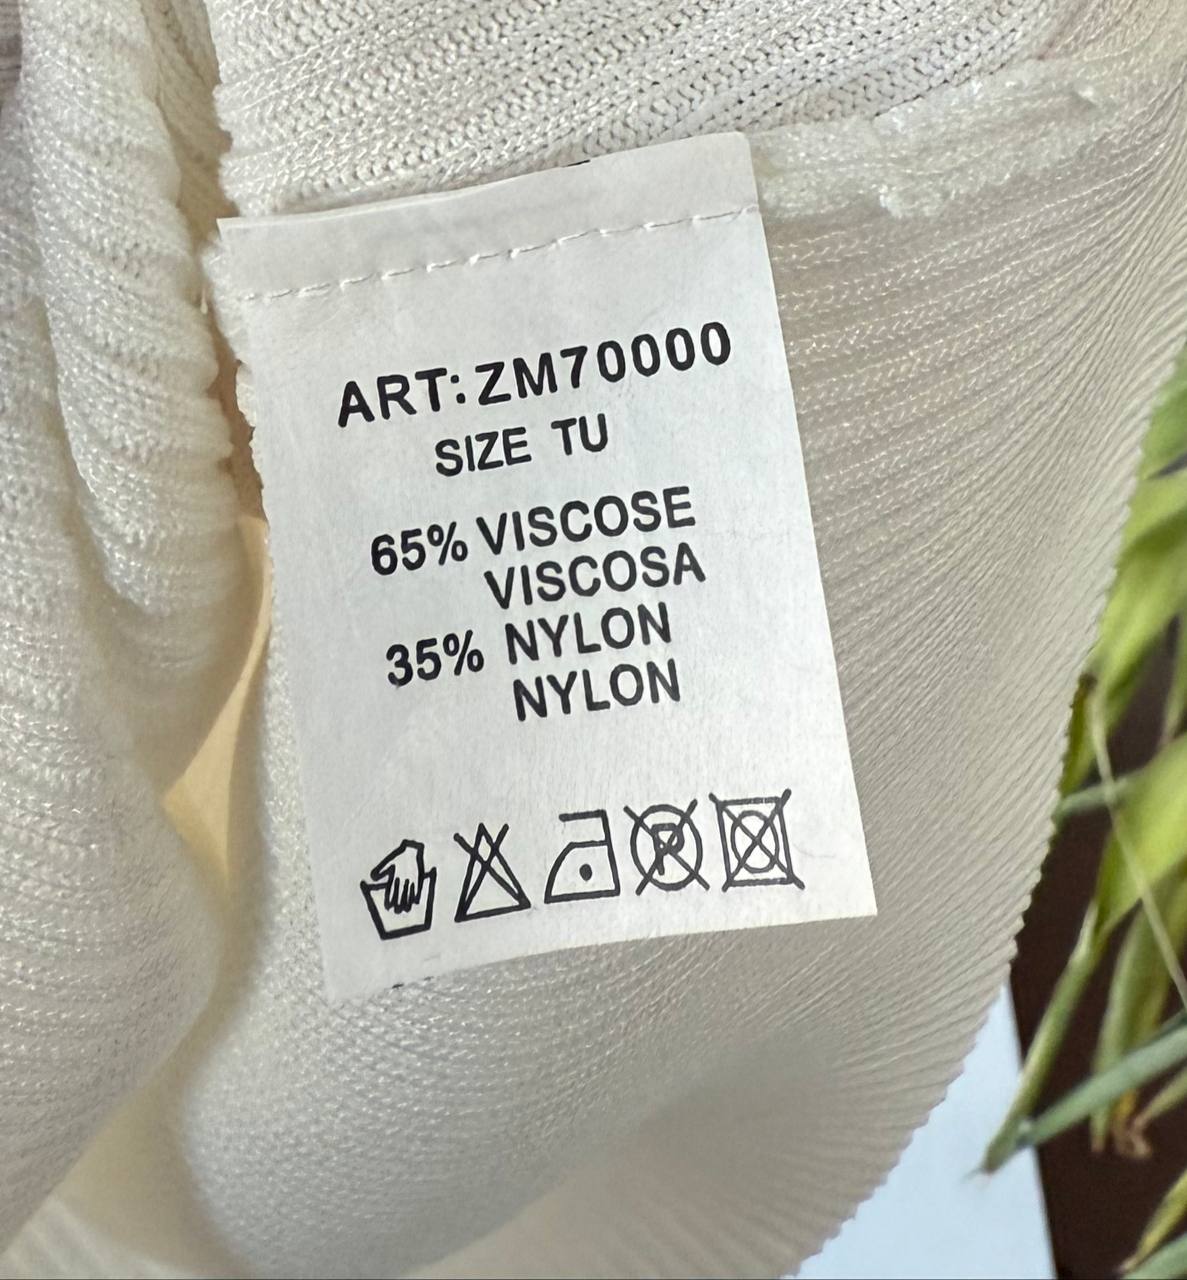 ART:ZM70000
SIZE TU
65% VISCOSE
VISCOSA
35% NYLON
NYLON
P